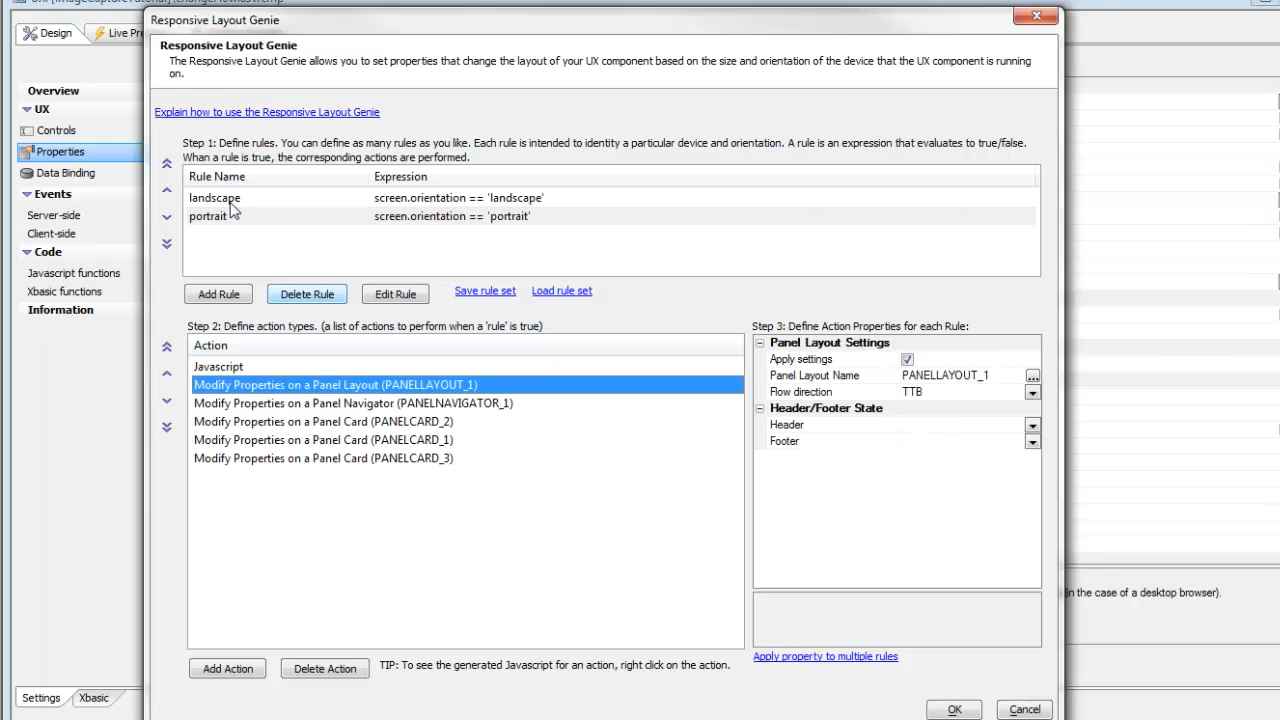 Responsive Layout Genie
Design
Live Pre
Responsive Layout Genie
The Responsive Layout Genie allows you to set properties that change the layout of your UX component based on the size and orientation of the device that the UX component is running
on.
Overview
UX
Controls
Properties
Data Binding
Events
Server-side
Client-side
Code
Javascript functions
Xbasic functions
Information
Explain how to use the Responsive Layout Genie
Step 1: Define rules. You can define as many rules as you like. Each rule is intended to identity a particular device and orientation. A rule is an expression that evaluates to true/false.
When a rule is true, the corresponding actions are performed.
Rule Name Expression
landscape screen.orientation == 'landscape'
portrait screen.orientation == 'portrait'
Add Rule Delete Rule Edit Rule Save rule set Load rule set
Step 2: Define action types. (a list of actions to perform when a 'rule' is true)
Action
Javascript
Modify Properties on a Panel Layout (PANELLAYOUT_1)
Modify Properties on a Panel Navigator (PANELNAVIGATOR_1)
Modify Properties on a Panel Card (PANELCARD_2)
Modify Properties on a Panel Card (PANELCARD_1)
Modify Properties on a Panel Card (PANELCARD_3)
Step 3: Define Action Properties for each Rule:
Panel Layout Settings
Apply settings
Panel Layout Name PANELLAYOUT_1
Flow direction TTB
Header/Footer State
Header
Footer
in the case of a desktop browser).
Add Action Delete Action TIP: To see the generated Javascript for an action, right click on the action.
Apply property to multiple rules
Settings Xbasic
OK Cancel